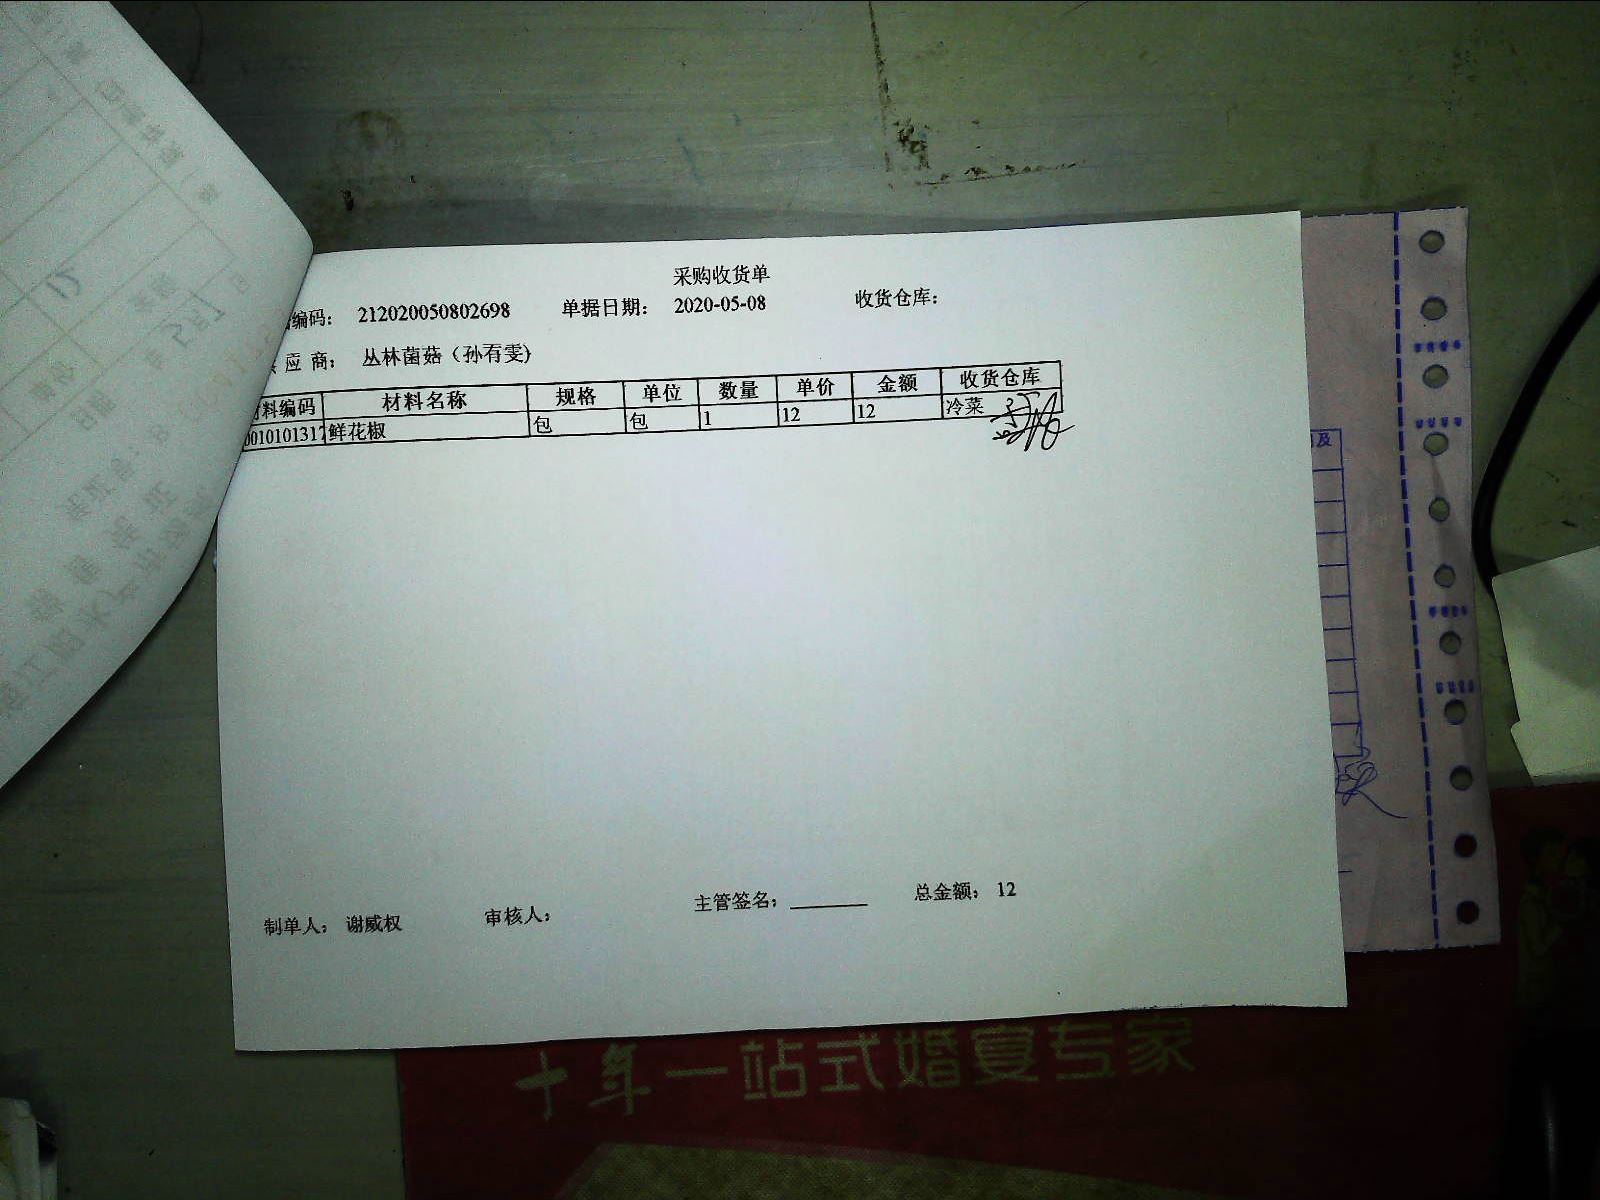 采购收货单
编码： 212020050802698 单据日期： 2020-05-08 收货仓库：
应 商： 丛林菌菇（孙有雯)
料编码 材料名称 规格 单位 数量 单价 金额 收货仓库
0010101317 鲜花椒 包 包 1 12 12 冷菜
制单人： 谢威权 审核人： 主管签名： 总金额： 12
及
十年一站式婚宴专家